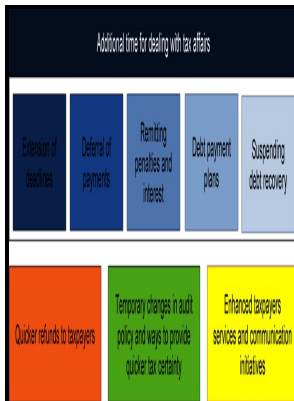 Additional time for dealing with tax affairs
Extension of
deadlines
Deferral of
payments
Remitting
penalties and
interest
Debt payment
plans
Suspending
debt recovery
Quicker refunds to taxpayers
Temporary changes in audit
policy and ways to provide
quicker tax certainty
Enhanced taxpayers
services and communication
initiatives